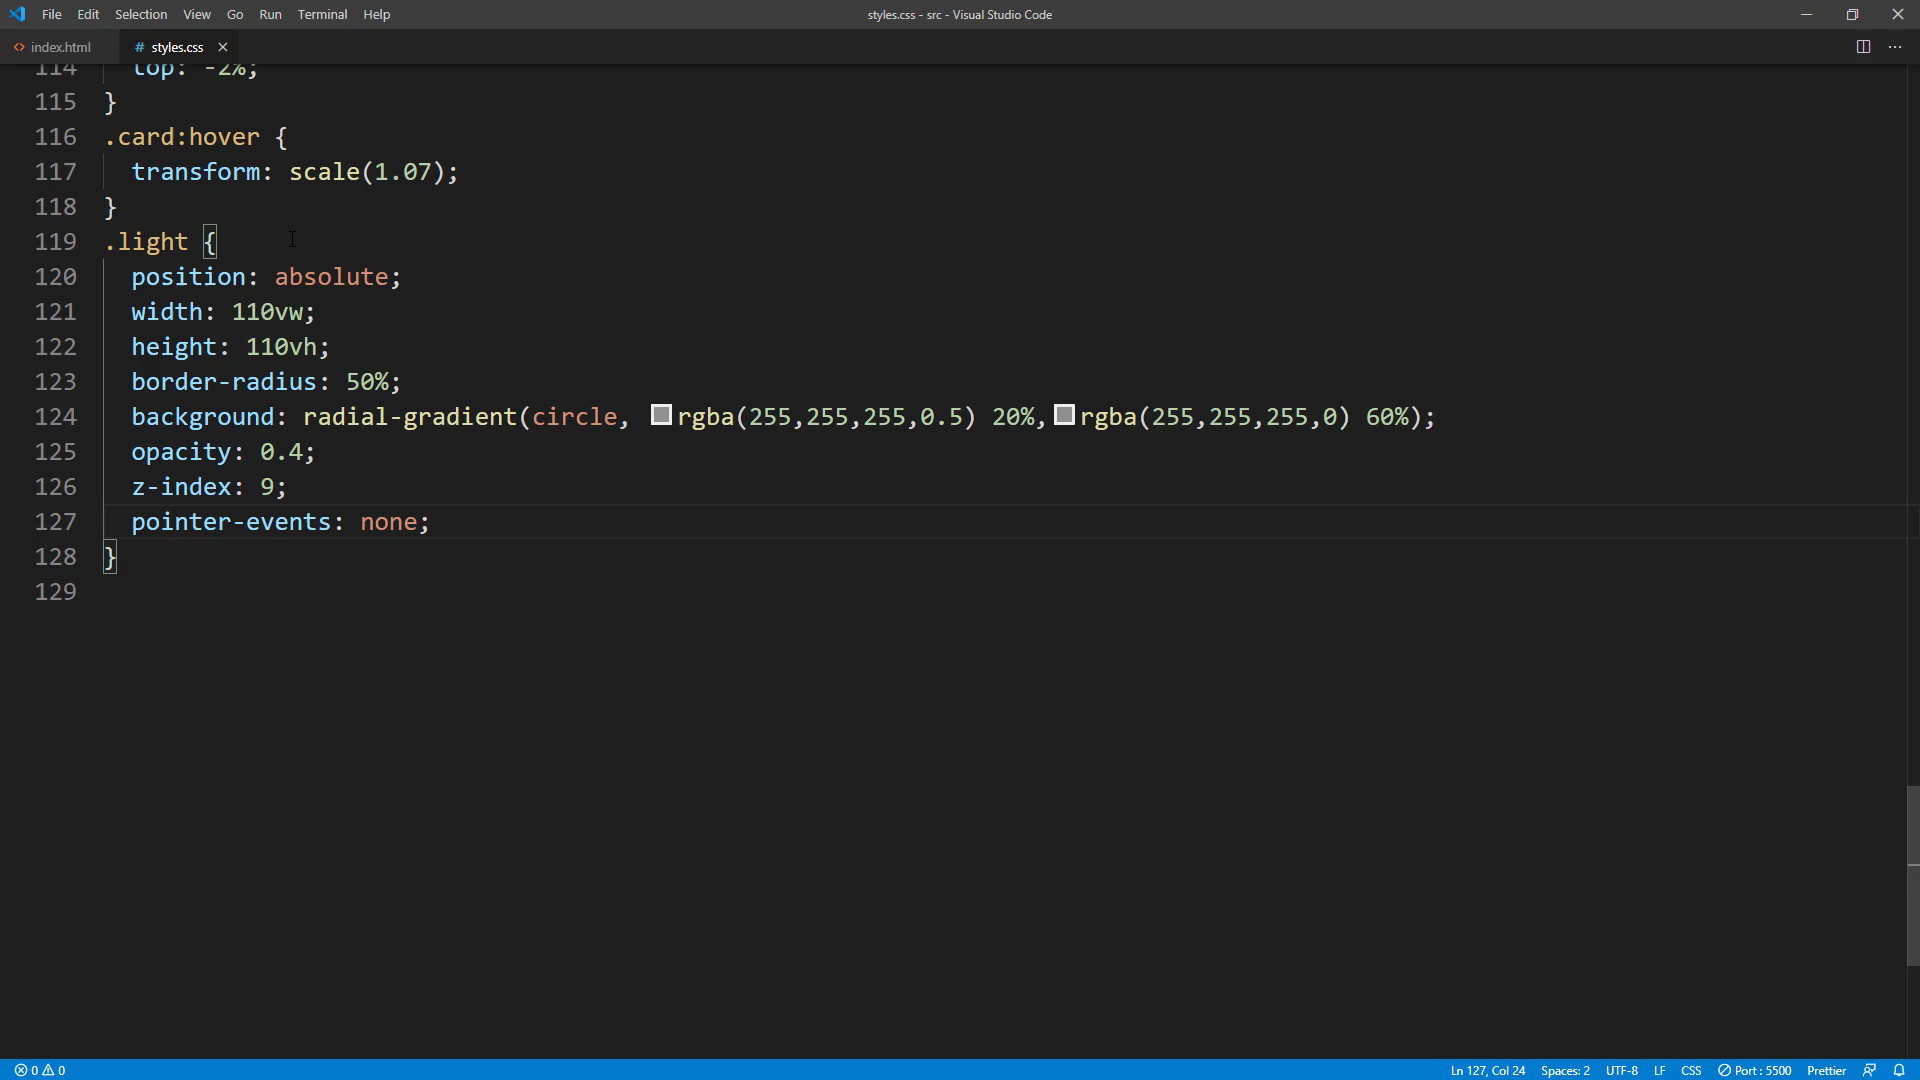 File Edit Selection View Go Run Terminal Help
styles.css - src - Visual Studio Code
<> index.html
# styles.css
114 top: -2%;
115 }
116 .card:hover {
117 transform: scale(1.07);
118 }
119 .light {
120 position: absolute;
121 width: 110vw;
122 height: 110vh;
123 border-radius: 50%;
124 background: radial-gradient(circle, rgba(255,255,255,0.5) 20%, rgba(255,255,255,0) 60%);
125 opacity: 0.4;
126 z-index: 9;
127 pointer-events: none;
128 }
129
0 0
Ln 127, Col 24 Spaces: 2 UTF-8 LF CSS Port : 5500 Prettier